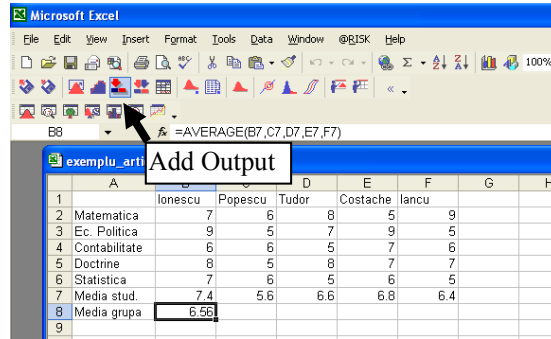 Microsoft Excel
File Edit View Insert Format Tools Data Window @RISK Help
100%
B8 fx =AVERAGE(B7,C7,D7,E7,F7)
Add Output
A D E F G H
1 Ionescu Popescu Tudor Costache Iancu
2 Matematica 7 6 8 5 9
3 Ec. Politica 9 5 7 9 5
4 Contabilitate 6 6 5 7 6
5 Doctrine 8 5 8 7 7
6 Statistica 7 6 5 6 5
7 Media stud. 7.4 5.6 6.6 6.8 6.4
8 Media grupa 6.56
9